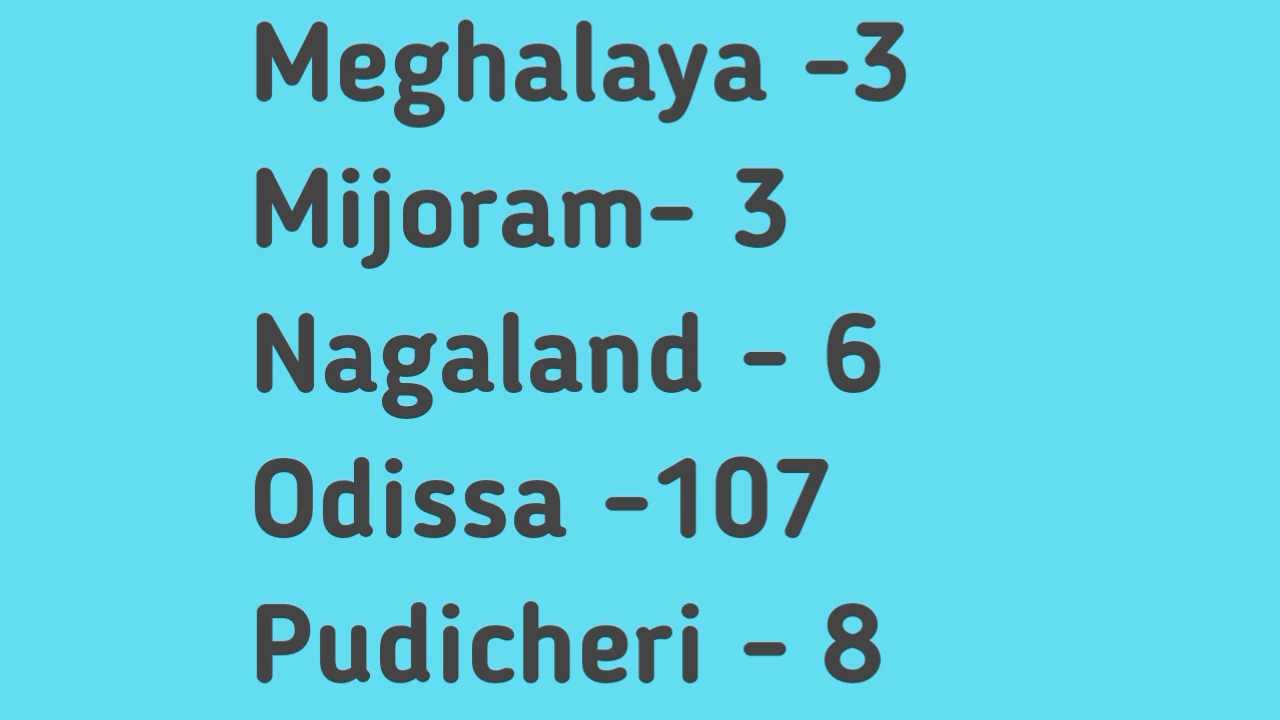 Meghalaya -3
Mijoram- 3
Nagaland - 6
Odissa -107
Pudicheri - 8